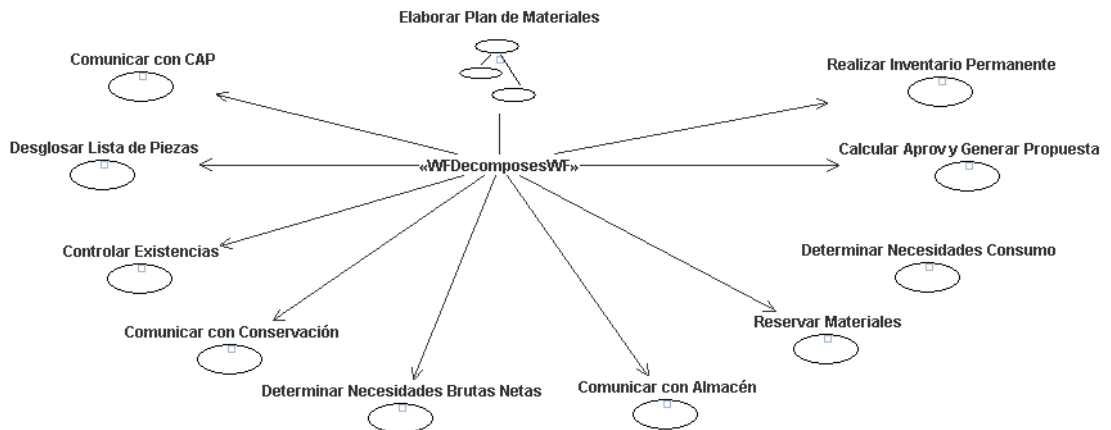 Elaborar Plan de Materiales
Comunicar con CAP
Realizar Inventario Permanente
Desglosar Lista de Piezas
«WFDecomposesWF»
Calcular Aprov y Generar Propuesta
Controlar Existencias
Determinar Necesidades Consumo
Comunicar con Conservación
Reservar Materiales
Determinar Necesidades Brutas Netas
Comunicar con Almacén